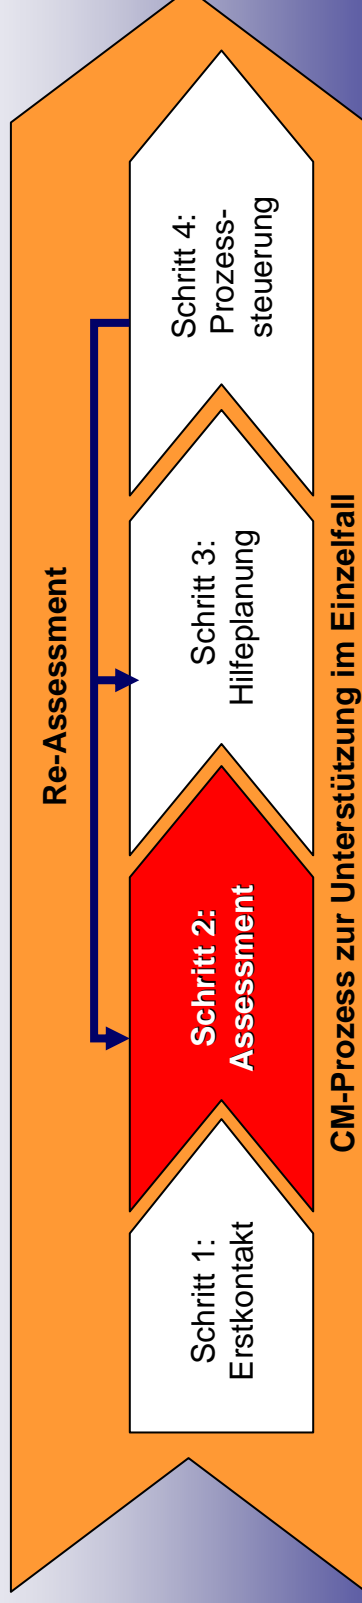 Re-Assessment
Schritt 1:
Erstkontakt
Schritt 2:
Assessment
Schritt 3:
Hilfeplanung
Schritt 4:
Prozess-
steuerung
CM-Prozess zur Unterstützung im Einzelfall